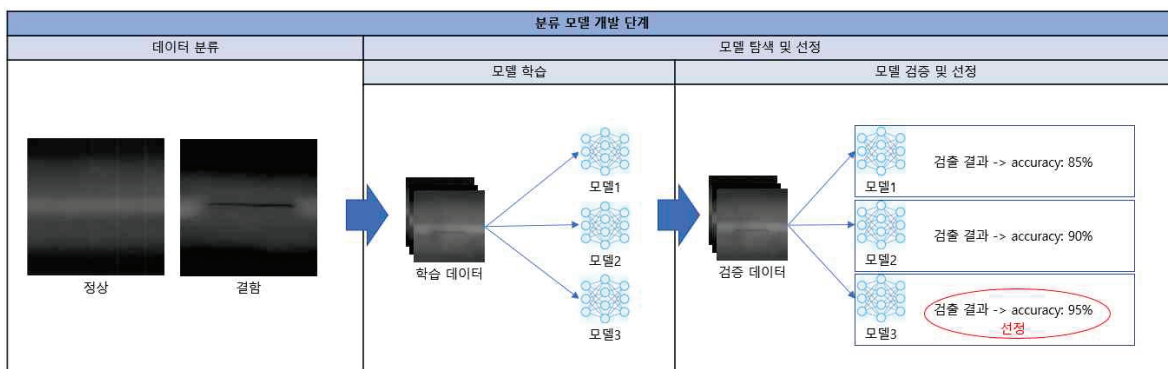 분류 모델 개발 단계
데이터 분류
모델 탐색 및 선정
모델 학습
모델 검증 및 선정
정상
결함
학습 데이터
모델1
모델2
모델3
검증 데이터
모델1
검출 결과 -> accuracy: 85%
모델2
검출 결과 -> accuracy: 90%
모델3
검출 결과 -> accuracy: 95%
선정